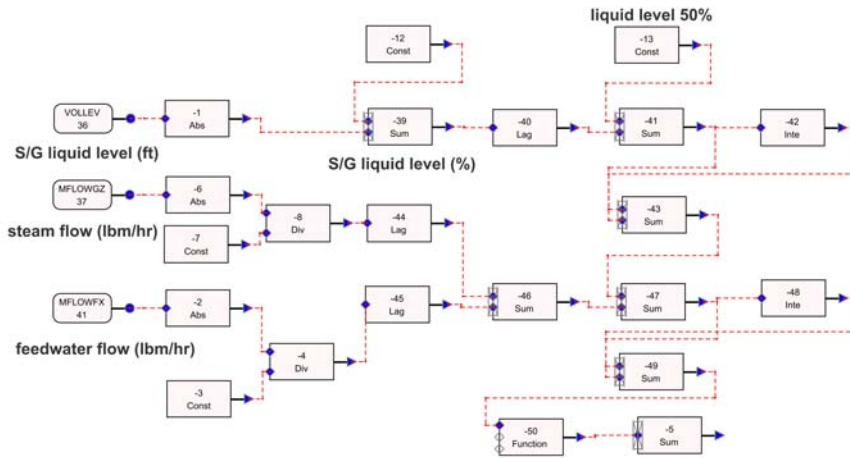 liquid level 50%
-12
Const
-13
Const
VOLLEV
36
-1
Abs
-39
Sum
-40
Lag
-41
Sum
-42
Inte
S/G liquid level (ft)
S/G liquid level (%)
MFLOWGZ
37
-6
Abs
-8
Div
-44
Lag
-43
Sum
steam flow (lbm/hr)
-7
Const
MFLOWFX
41
-2
Abs
-45
Lag
-46
Sum
-47
Sum
-48
Inte
feedwater flow (lbm/hr)
-4
Div
-49
Sum
-3
Const
-50
Function
-5
Sum